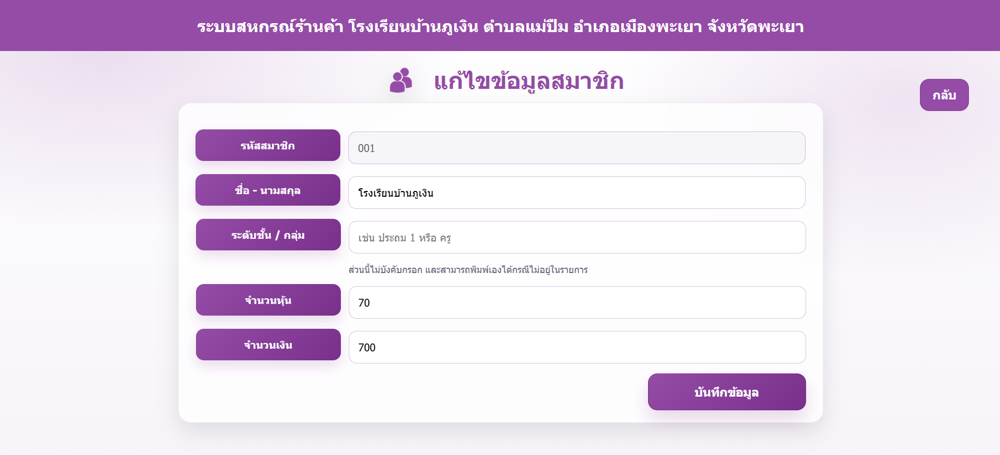 ระบบสหกรณ์ร้านค้า โรงเรียนบ้านภูเงิน ตำบลแม่ปืม อำเภอเมืองพะเยา จังหวัดพะเยา
แก้ไขข้อมูลสมาชิก
กลับ
รหัสสมาชิก 001
ชื่อ - นามสกุล โรงเรียนบ้านภูเงิน
ระดับชั้น / กลุ่ม เช่น ประถม 1 หรือ ครู
ส่วนนี้ไม่บังคับกรอก และสามารถพิมพ์เองได้กรณีไม่อยู่ในรายการ
จำนวนหุ้น 70
จำนวนเงิน 700
บันทึกข้อมูล